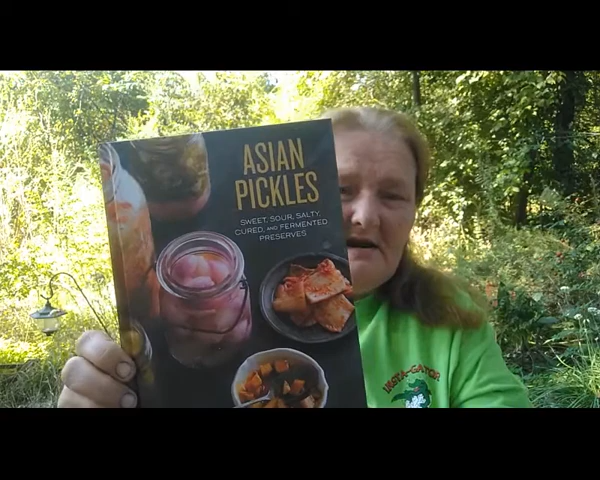 ASIAN
PICKLES
SWEET, SOUR, SALTY,
CURED, AND FERMENTED
PRESERVES
INSTA-GATOR